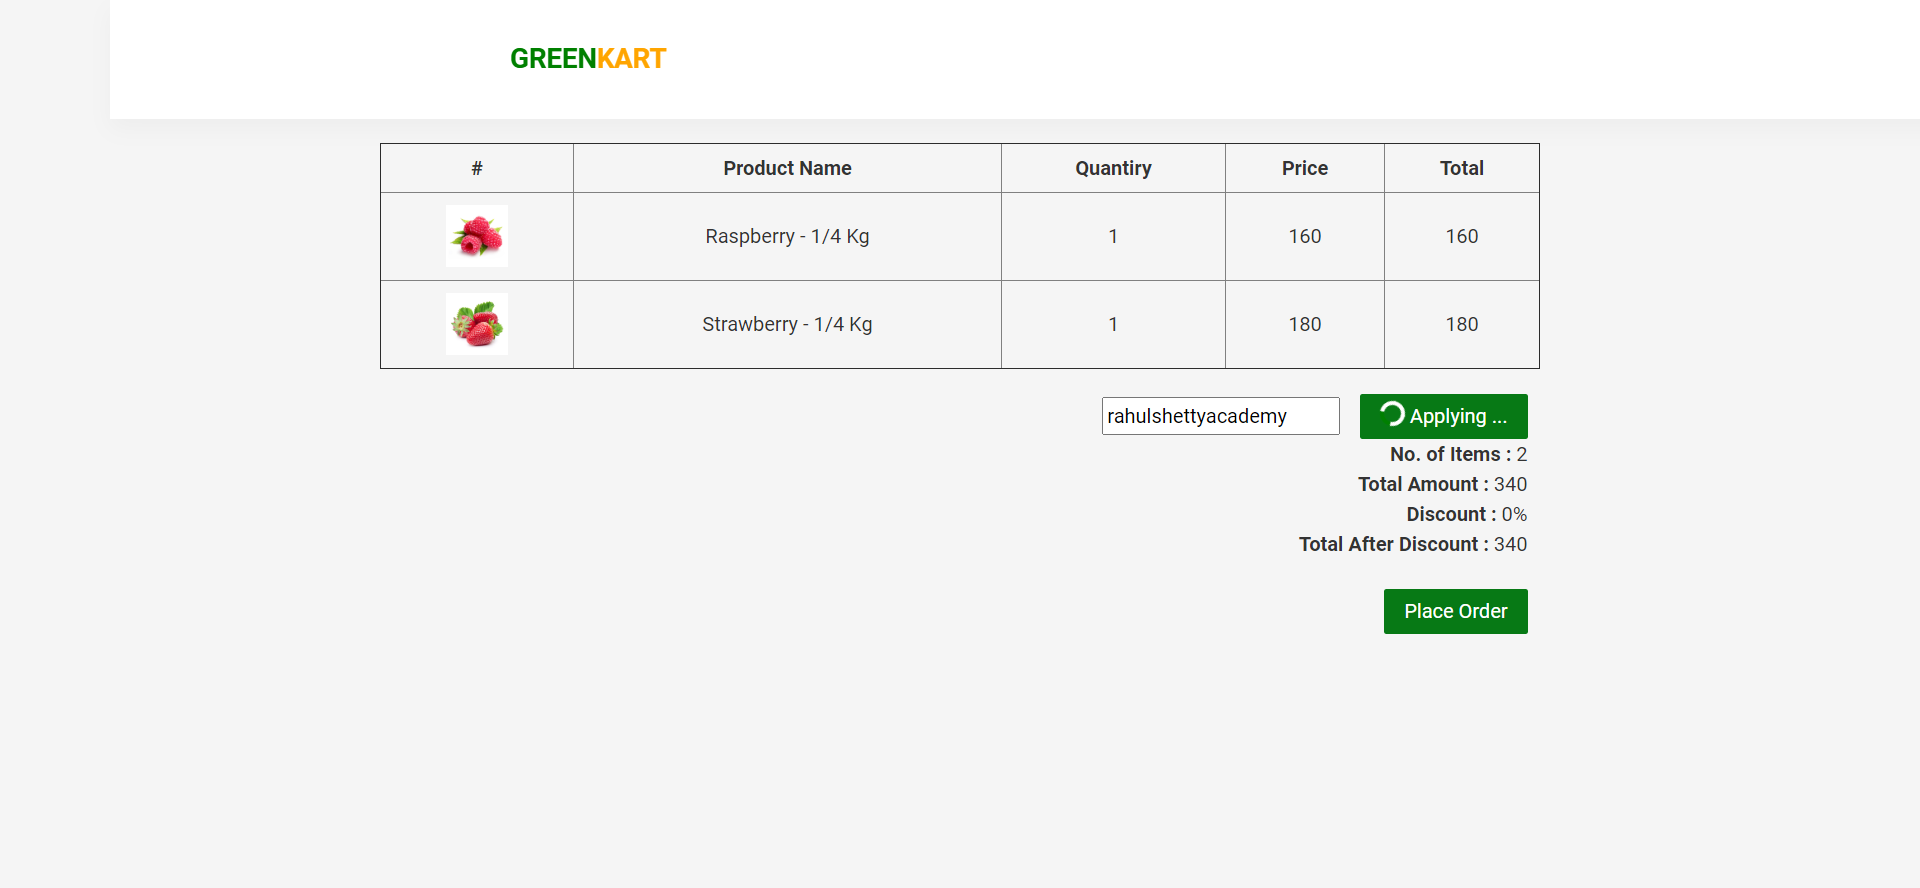 GREENKART
# Product Name Quantiry Price Total
Raspberry - 1/4 Kg 1 160 160
Strawberry - 1/4 Kg 1 180 180
rahulshettyacademy Applying ...
No. of Items : 2
Total Amount : 340
Discount : 0%
Total After Discount : 340
Place Order